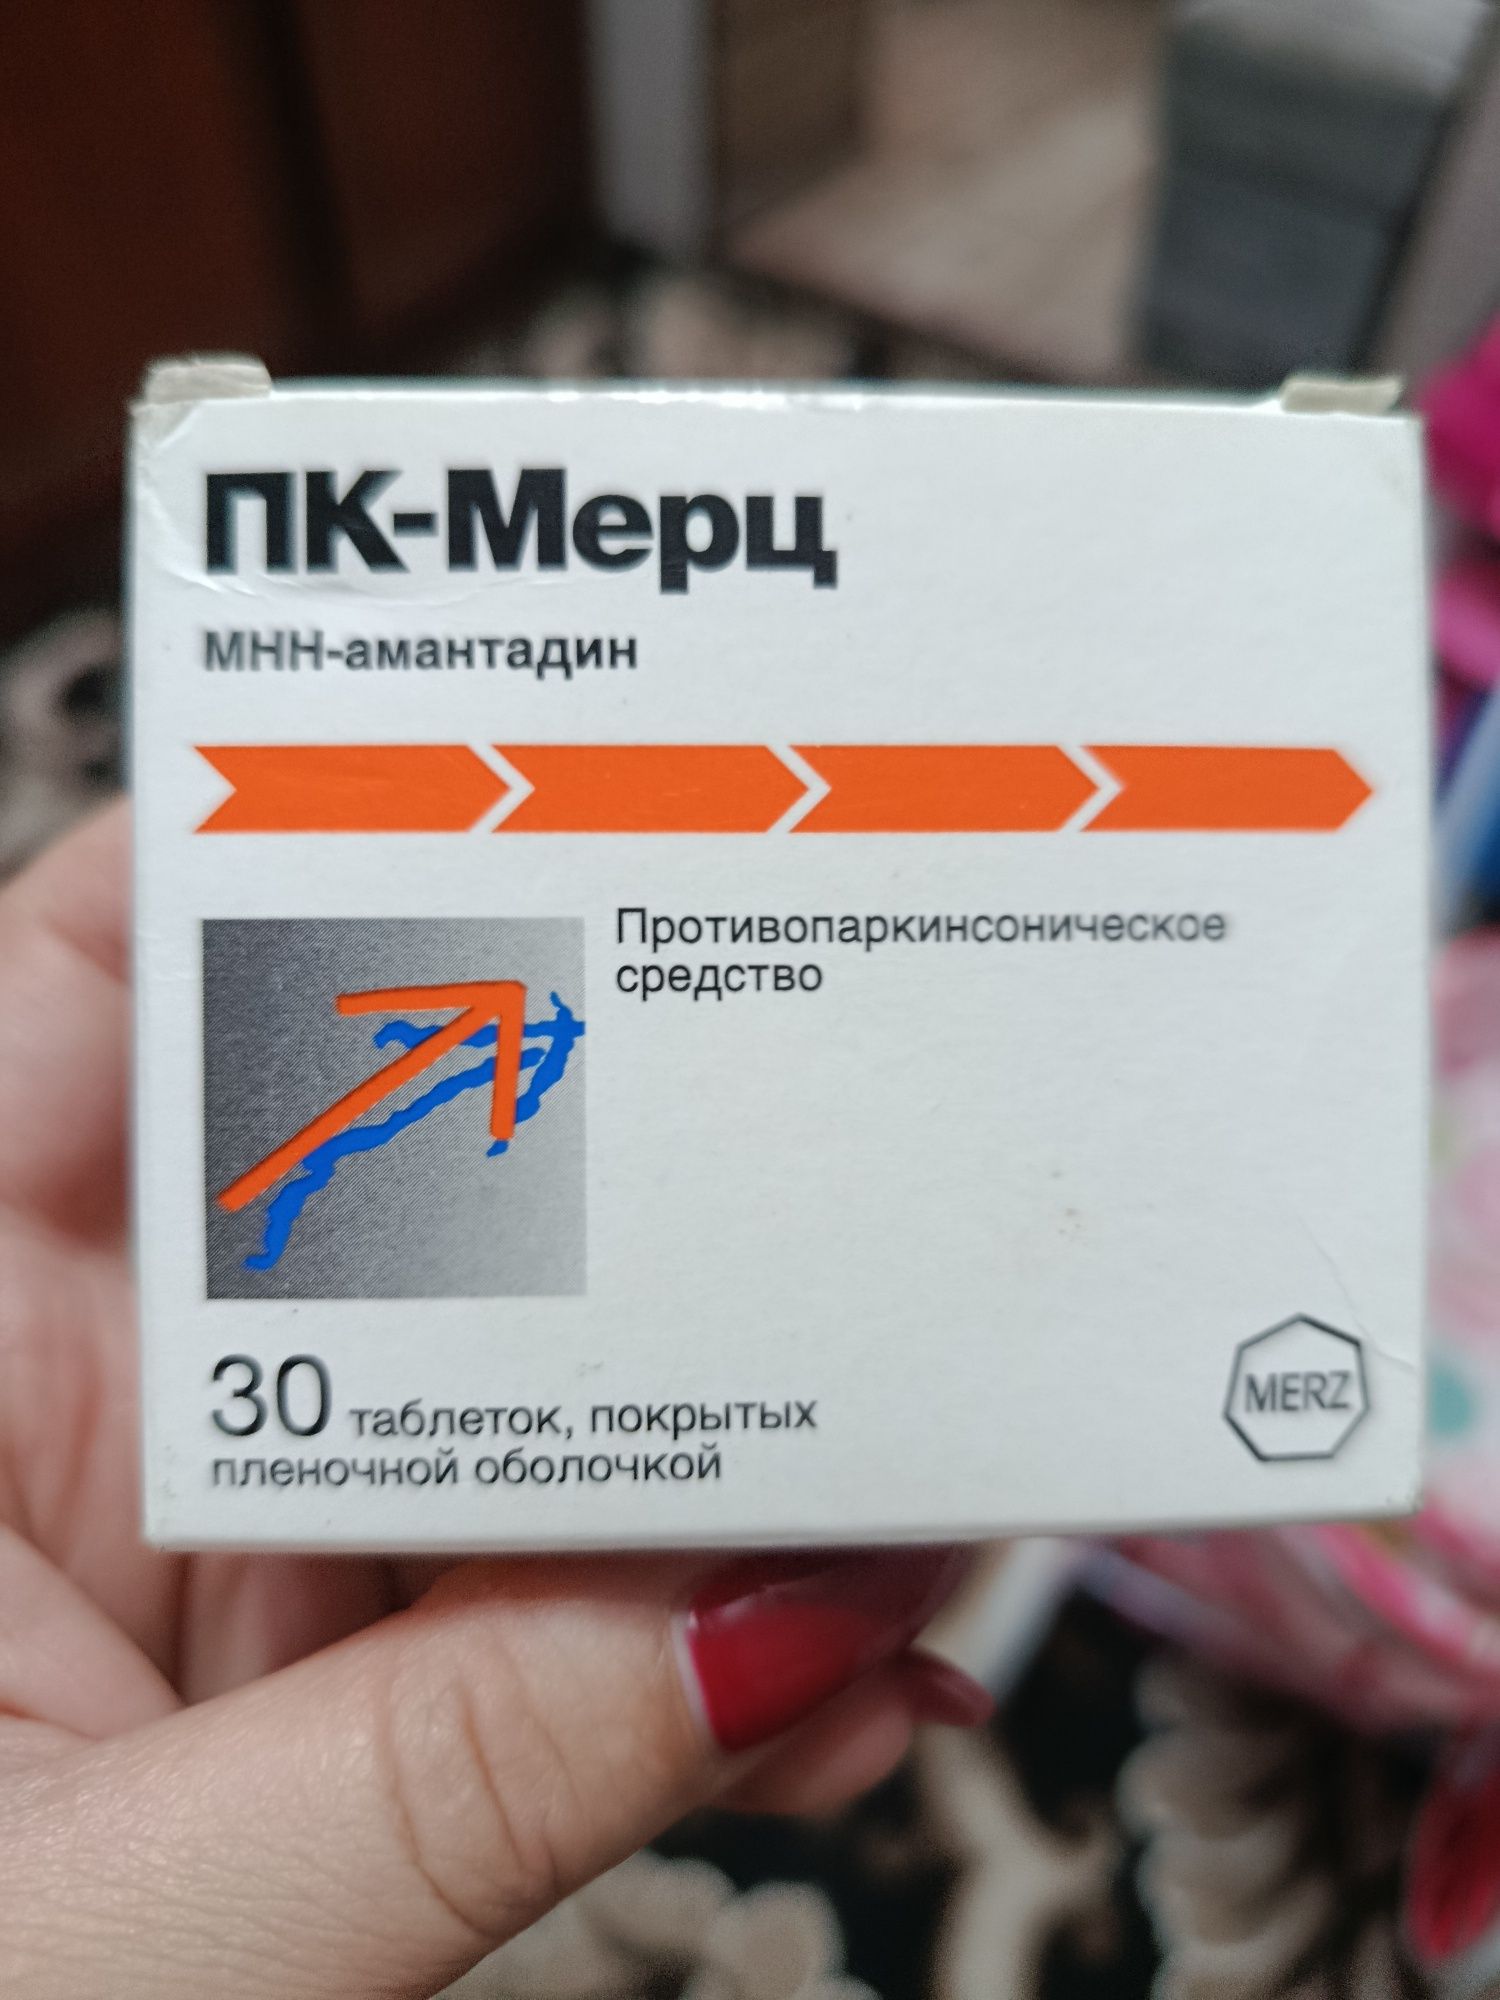 ПК-Мерц
МНН-амантадин
Противопаркинсоническое
средство
30 таблеток, покрытых
пленочной оболочкой
MERZ